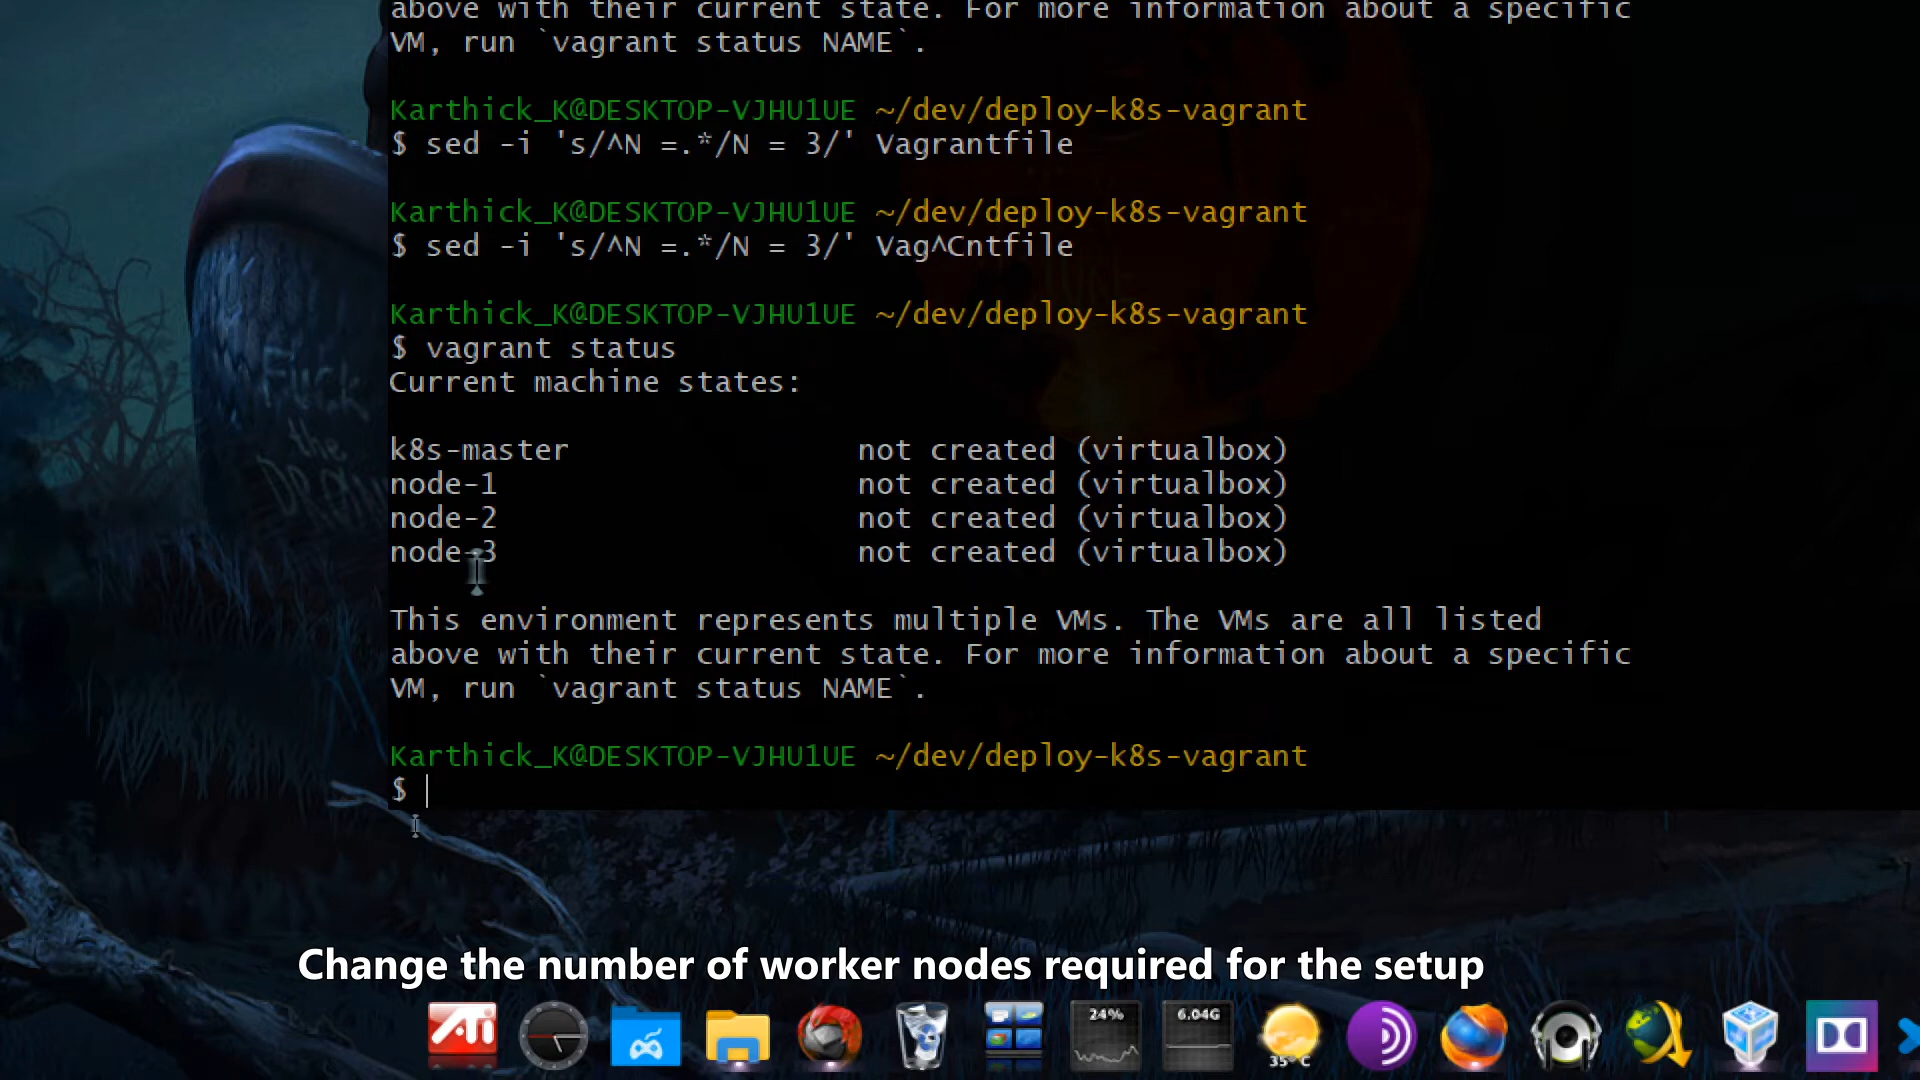 above with their current state. For more information about a specific
VM, run `vagrant status NAME`.
Karthick_K@DESKTOP-VJHU1UE ~/dev/deploy-k8s-vagrant
$ sed -i 's/^N =.*/N = 3/' Vagrantfile
Karthick_K@DESKTOP-VJHU1UE ~/dev/deploy-k8s-vagrant
$ sed -i 's/^N =.*/N = 3/' Vag^Cntfile
Karthick_K@DESKTOP-VJHU1UE ~/dev/deploy-k8s-vagrant
$ vagrant status
Current machine states:
k8s-master not created (virtualbox)
node-1 not created (virtualbox)
node-2 not created (virtualbox)
node-3 not created (virtualbox)
This environment represents multiple VMs. The VMs are all listed
above with their current state. For more information about a specific
VM, run `vagrant status NAME`.
Karthick_K@DESKTOP-VJHU1UE ~/dev/deploy-k8s-vagrant
$
Fuck
the
Change the number of worker nodes required for the setup
ATi
24%
6.04G
35°C